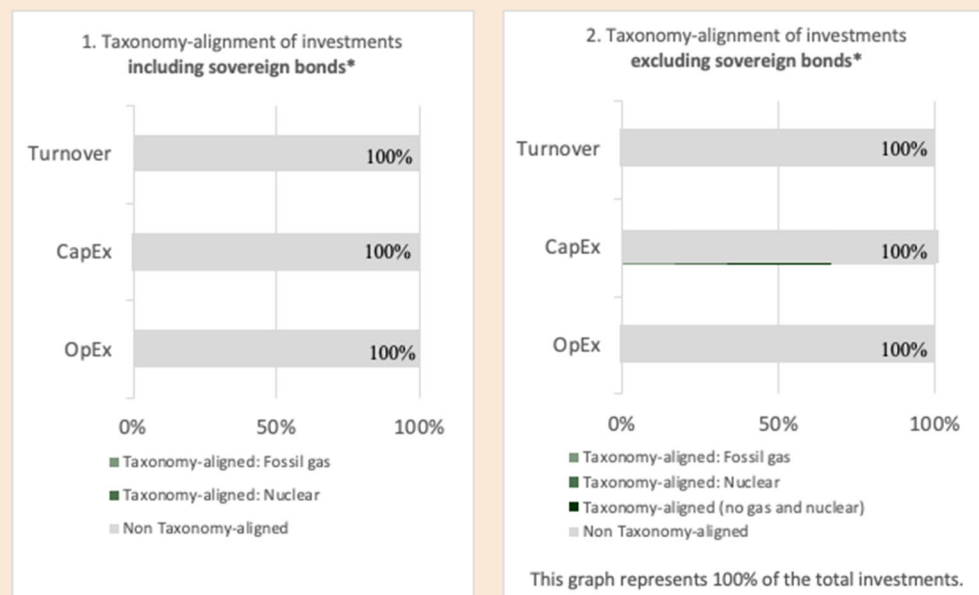 1. Taxonomy-alignment of investments
including sovereign bonds*
Turnover
100%
CapEx
100%
OpEx
100%
0% 50% 100%
Taxonomy-aligned: Fossil gas
Taxonomy-aligned: Nuclear
Non Taxonomy-aligned
2. Taxonomy-alignment of investments
excluding sovereign bonds*
Turnover
100%
CapEx
100%
OpEx
100%
0% 50% 100%
Taxonomy-aligned: Fossil gas
Taxonomy-aligned: Nuclear
Taxonomy-aligned (no gas and nuclear)
Non Taxonomy-aligned
This graph represents 100% of the total investments.